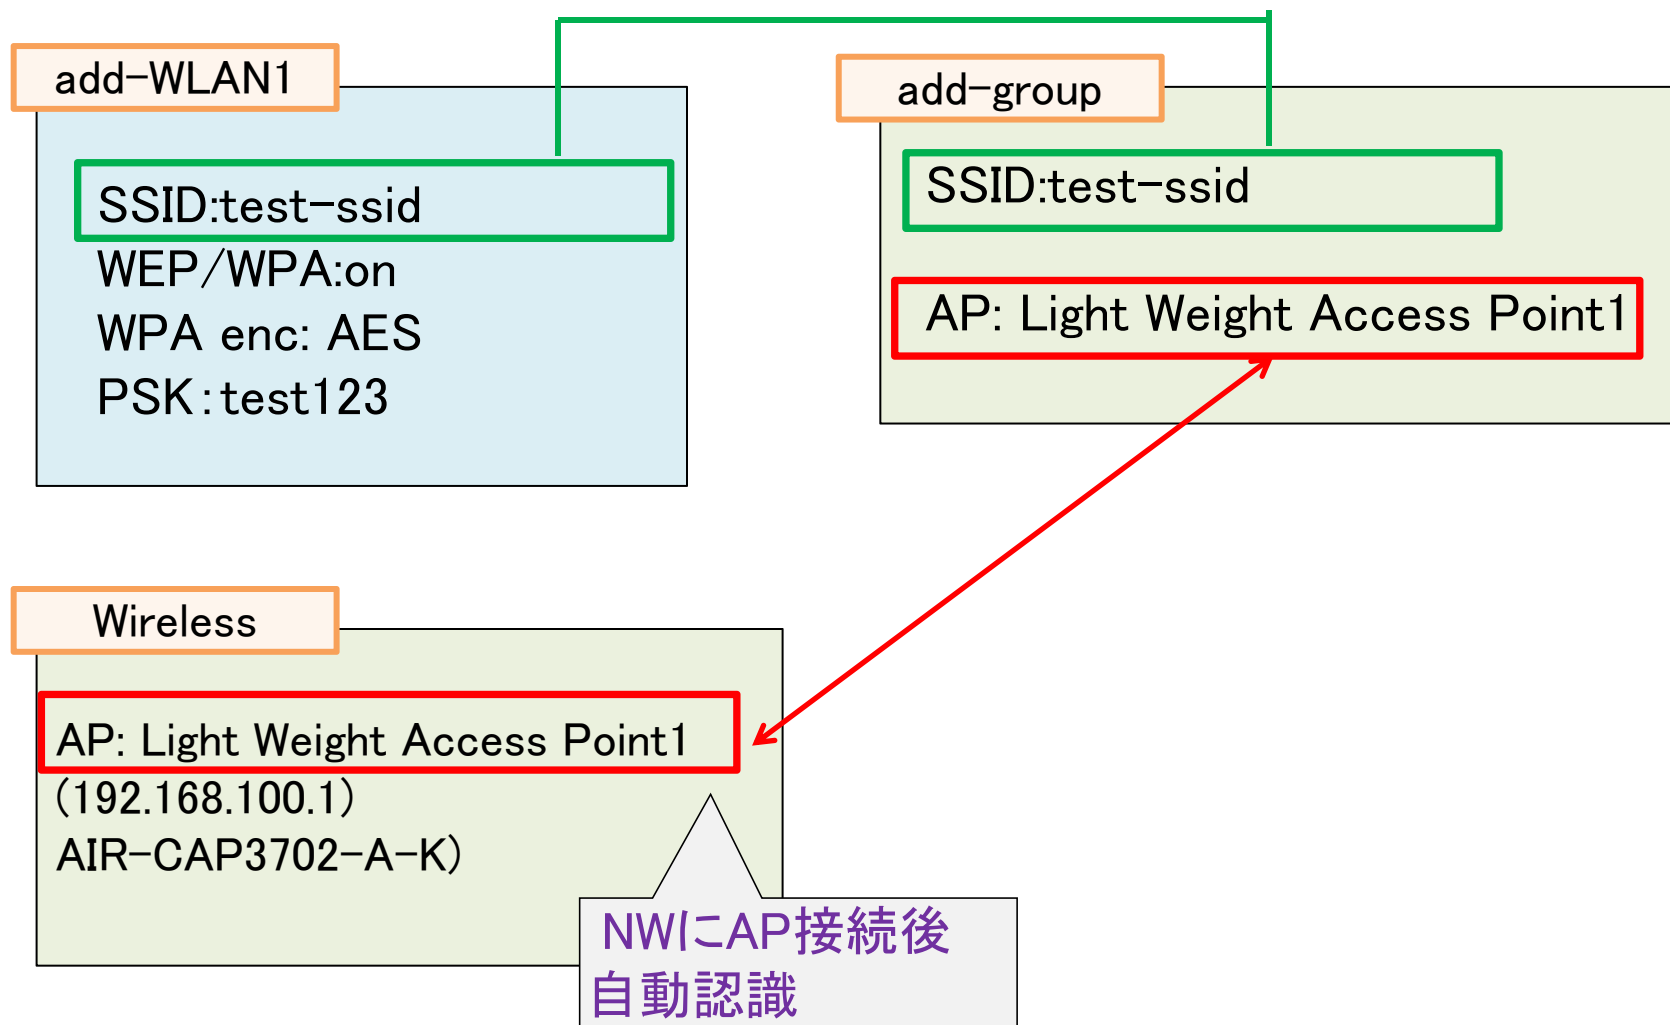 add-WLAN1
SSID:test-ssid
WEP/WPA:on
WPA enc: AES
PSK:test123
add-group
SSID:test-ssid
AP: Light Weight Access Point1
Wireless
AP: Light Weight Access Point1
(192.168.100.1)
AIR-CAP3702-A-K)
NWにAP接続後
自動認識